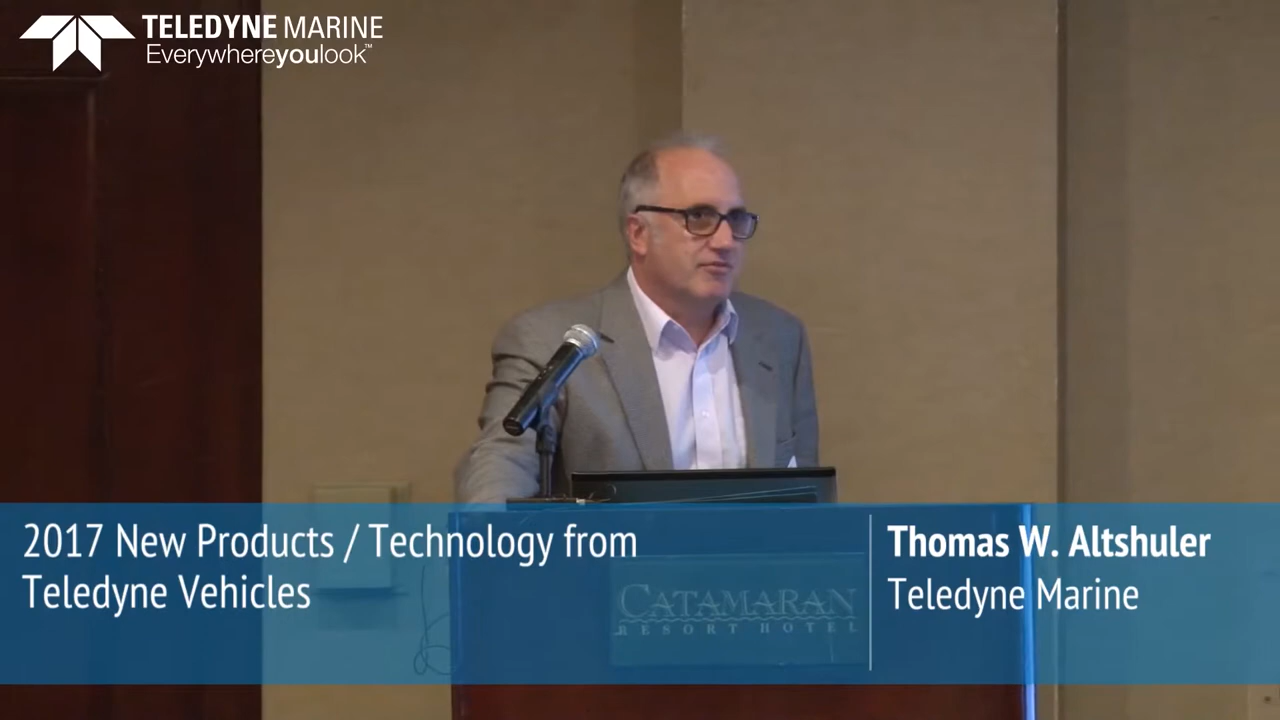 TELEDYNE MARINE
Everywhereyoulook™
2017 New Products / Technology from
Teledyne Vehicles
Thomas W. Altshuler
Teledyne Marine
CATAMARAN
RESORT HOTEL